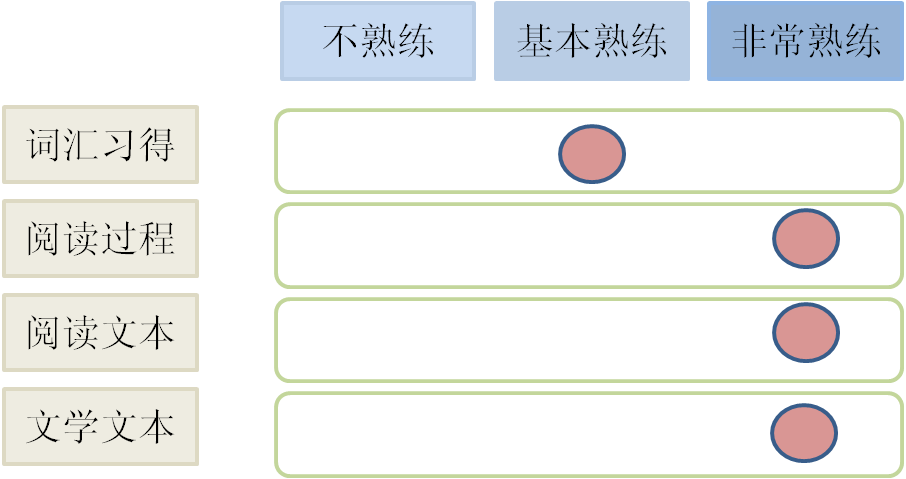 不熟练 基本熟练 非常熟练
词汇习得
阅读过程
阅读文本
文学文本